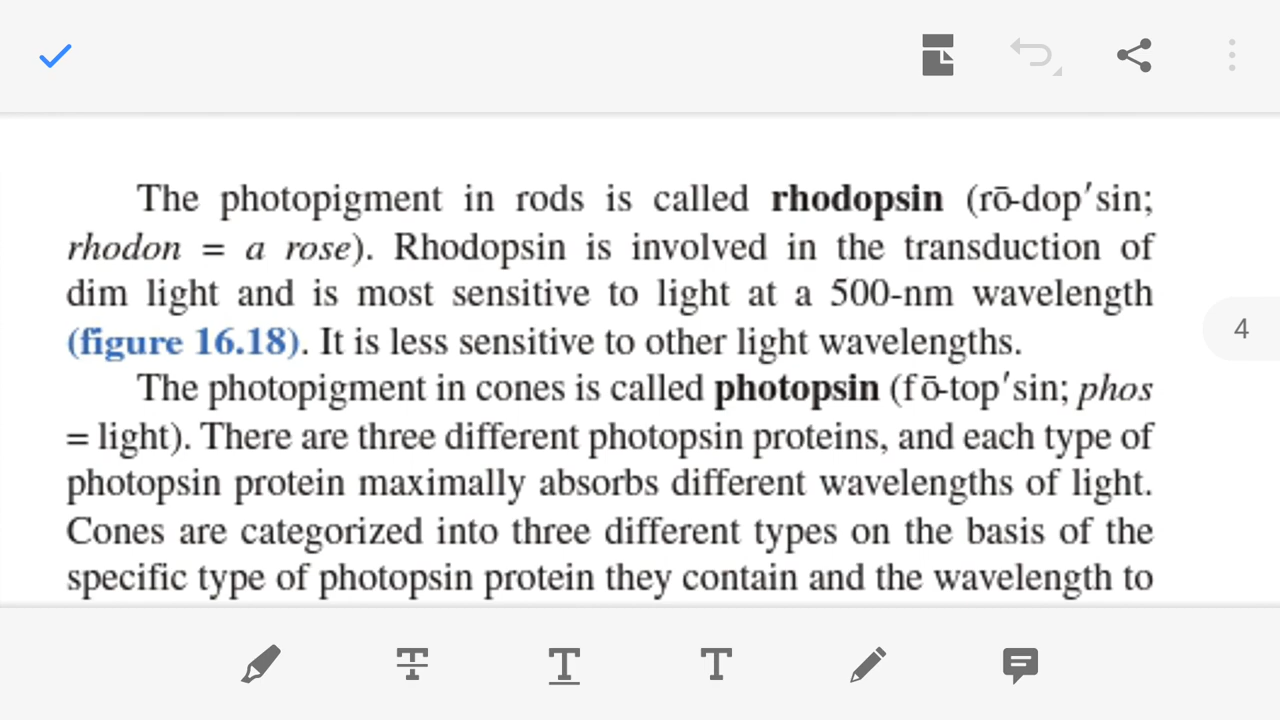 The photopigment in rods is called rhodopsin (rō-dop′sin;
rhodon = a rose). Rhodopsin is involved in the transduction of
dim light and is most sensitive to light at a 500-nm wavelength
(figure 16.18). It is less sensitive to other light wavelengths.
4
The photopigment in cones is called photopsin (fō-top′sin; phos
= light). There are three different photopsin proteins, and each type of
photopsin protein maximally absorbs different wavelengths of light.
Cones are categorized into three different types on the basis of the
specific type of photopsin protein they contain and the wavelength to
T T T